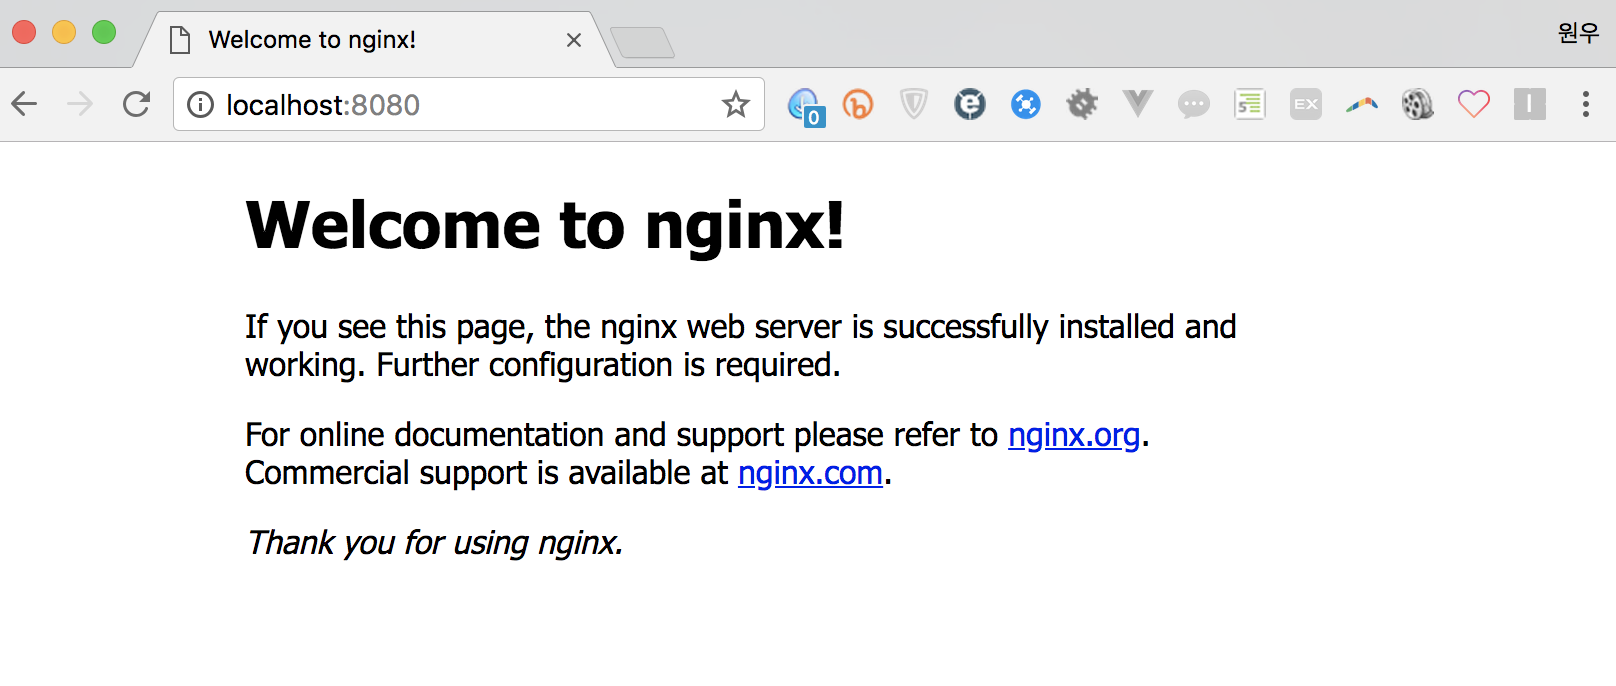 Welcome to nginx!
원우
localhost:8080
0
5
EX
Welcome to nginx!
If you see this page, the nginx web server is successfully installed and
working. Further configuration is required.
For online documentation and support please refer to nginx.org.
Commercial support is available at nginx.com.
Thank you for using nginx.